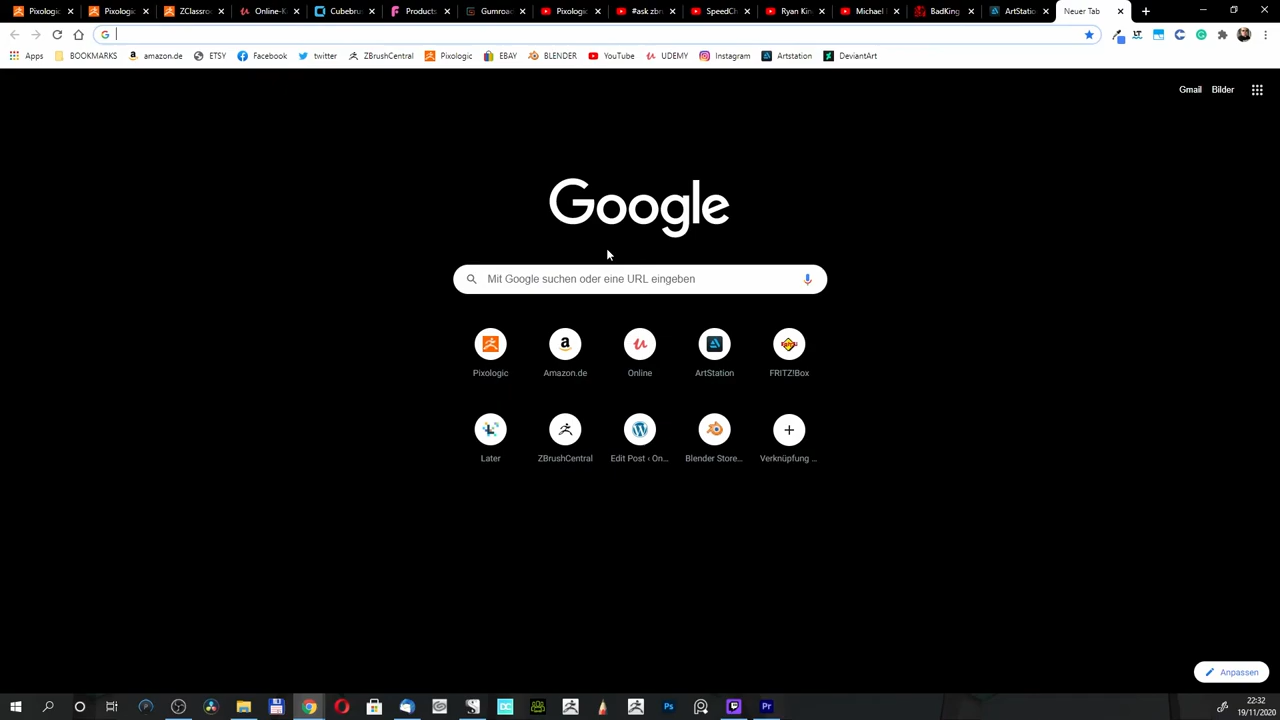 Pixologic
Pixologic
ZClassroo
Online-K
Cubebru
Products
Gumroad
Pixologic
#ask zbr
SpeedCh
Ryan Kin
Michael
BadKing
ArtStatio
Neuer Tab
Apps
BOOKMARKS
amazon.de
ETSY
Facebook
twitter
ZBrushCentral
Pixologic
EBAY
BLENDER
YouTube
UDEMY
Instagram
Artstation
DeviantArt
Gmail Bilder
Google
Mit Google suchen oder eine URL eingeben
Pixologic
Amazon.de
Online
ArtStation
FRITZ!Box
Later
ZBrushCentral
Edit Post ‹ On...
Blender Store...
Verknüpfung ...
Anpassen
22:32
19/11/2020